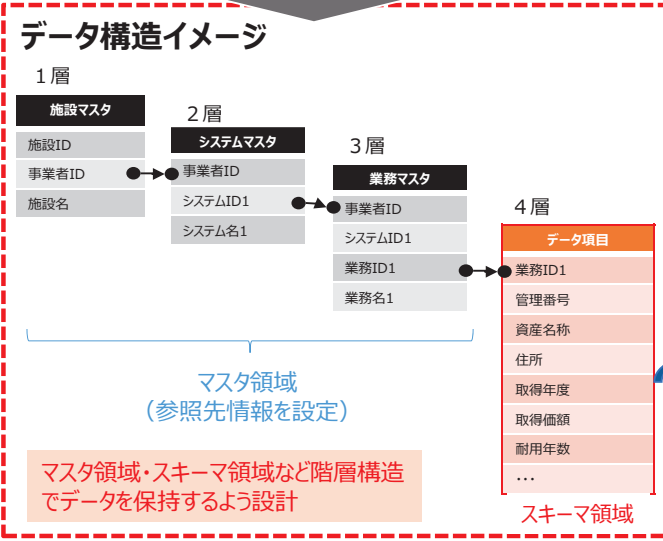 データ構造イメージ
1層
施設マスタ
施設ID
事業者ID
施設名
2層
システムマスタ
事業者ID
システムID1
システム名1
3層
業務マスタ
事業者ID
システムID1
業務ID1
業務名1
4層
データ項目
業務ID1
管理番号
資産名称
住所
取得年度
取得価額
耐用年数
…
マスタ領域
（参照先情報を設定）
マスタ領域・スキーマ領域など階層構造
でデータを保持するよう設計
スキーマ領域